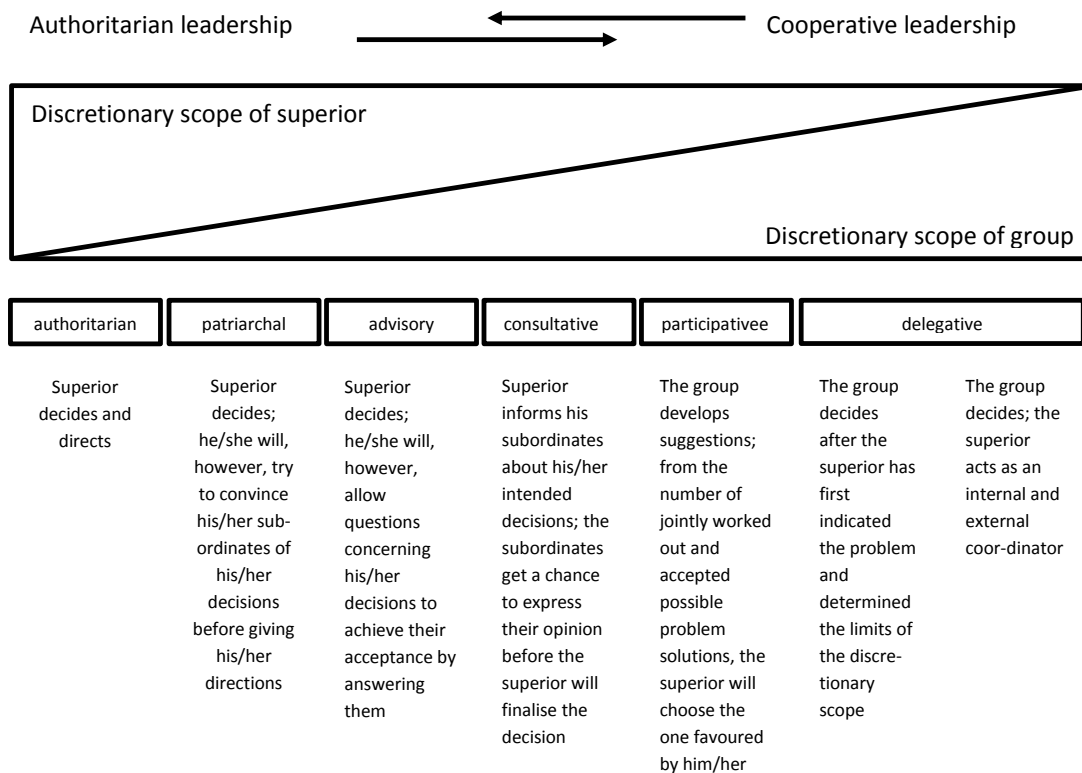 Authoritarian leadership
Cooperative leadership
Discretionary scope of superior
Discretionary scope of group
authoritarian
patriarchal
advisory
consultative
participativee
delegative
Superior
decides and
directs
Superior
decides;
he/she will,
however, try
to convince
his/her sub-
ordinates of
his/her
decisions
before giving
his/her
directions
Superior
decides;
he/she will,
however,
allow
questions
concerning
his/her
decisions to
achieve their
acceptance by
answering
them
Superior
informs his
subordinates
about his/her
intended
decisions; the
subordinates
get a chance
to express
their opinion
before the
superior will
finalise the
decision
The group
develops
suggestions;
from the
number of
jointly worked
out and
accepted
possible
problem
solutions, the
superior will
choose the
one favoured
by him/her
The group
decides
after the
superior has
first
indicated
the problem
and
determined
the limits of
the discre-
tionary
scope
The group
decides; the
superior
acts as an
internal and
external
coor-dinator